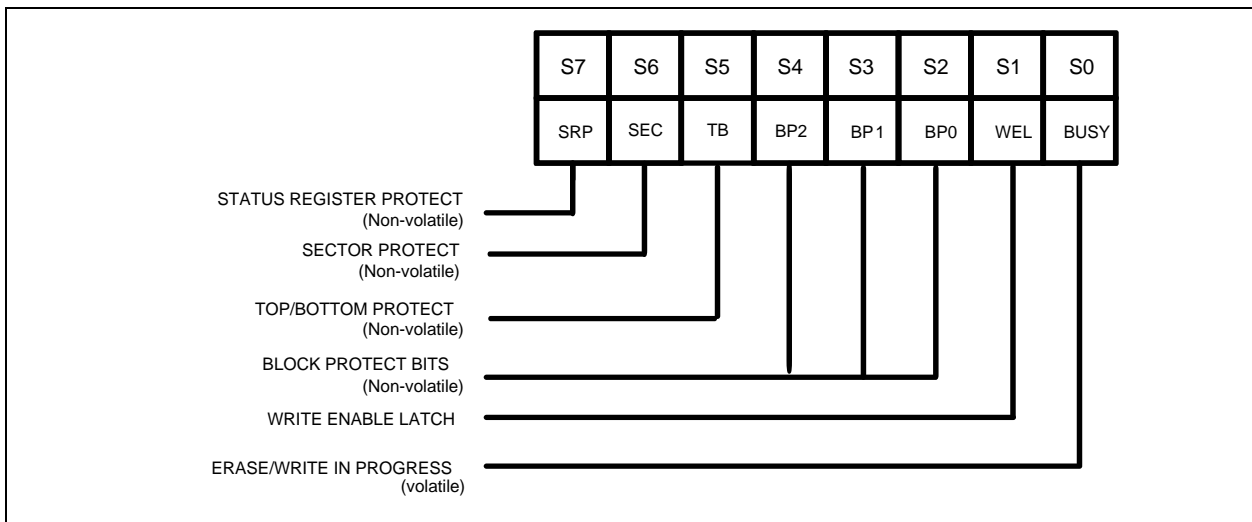 S7 S6 S5 S4 S3 S2 S1 S0
SRP SEC TB BP2 BP1 BP0 WEL BUSY
STATUS REGISTER PROTECT
(Non-volatile)
SECTOR PROTECT
(Non-volatile)
TOP/BOTTOM PROTECT
(Non-volatile)
BLOCK PROTECT BITS
(Non-volatile)
WRITE ENABLE LATCH
ERASE/WRITE IN PROGRESS
(volatile)